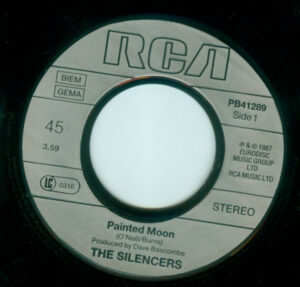 RCA
BIEM
GEMA
45
3.59
LC 0316
PB41289
Side 1
℗ & © 1987
EURODISC
MUSIC GROUP
LTD
RCA MUSIC LTD
STEREO
Painted Moon
(O'Neill/Burns)
Produced by Dave Bascombe
THE SILENCERS